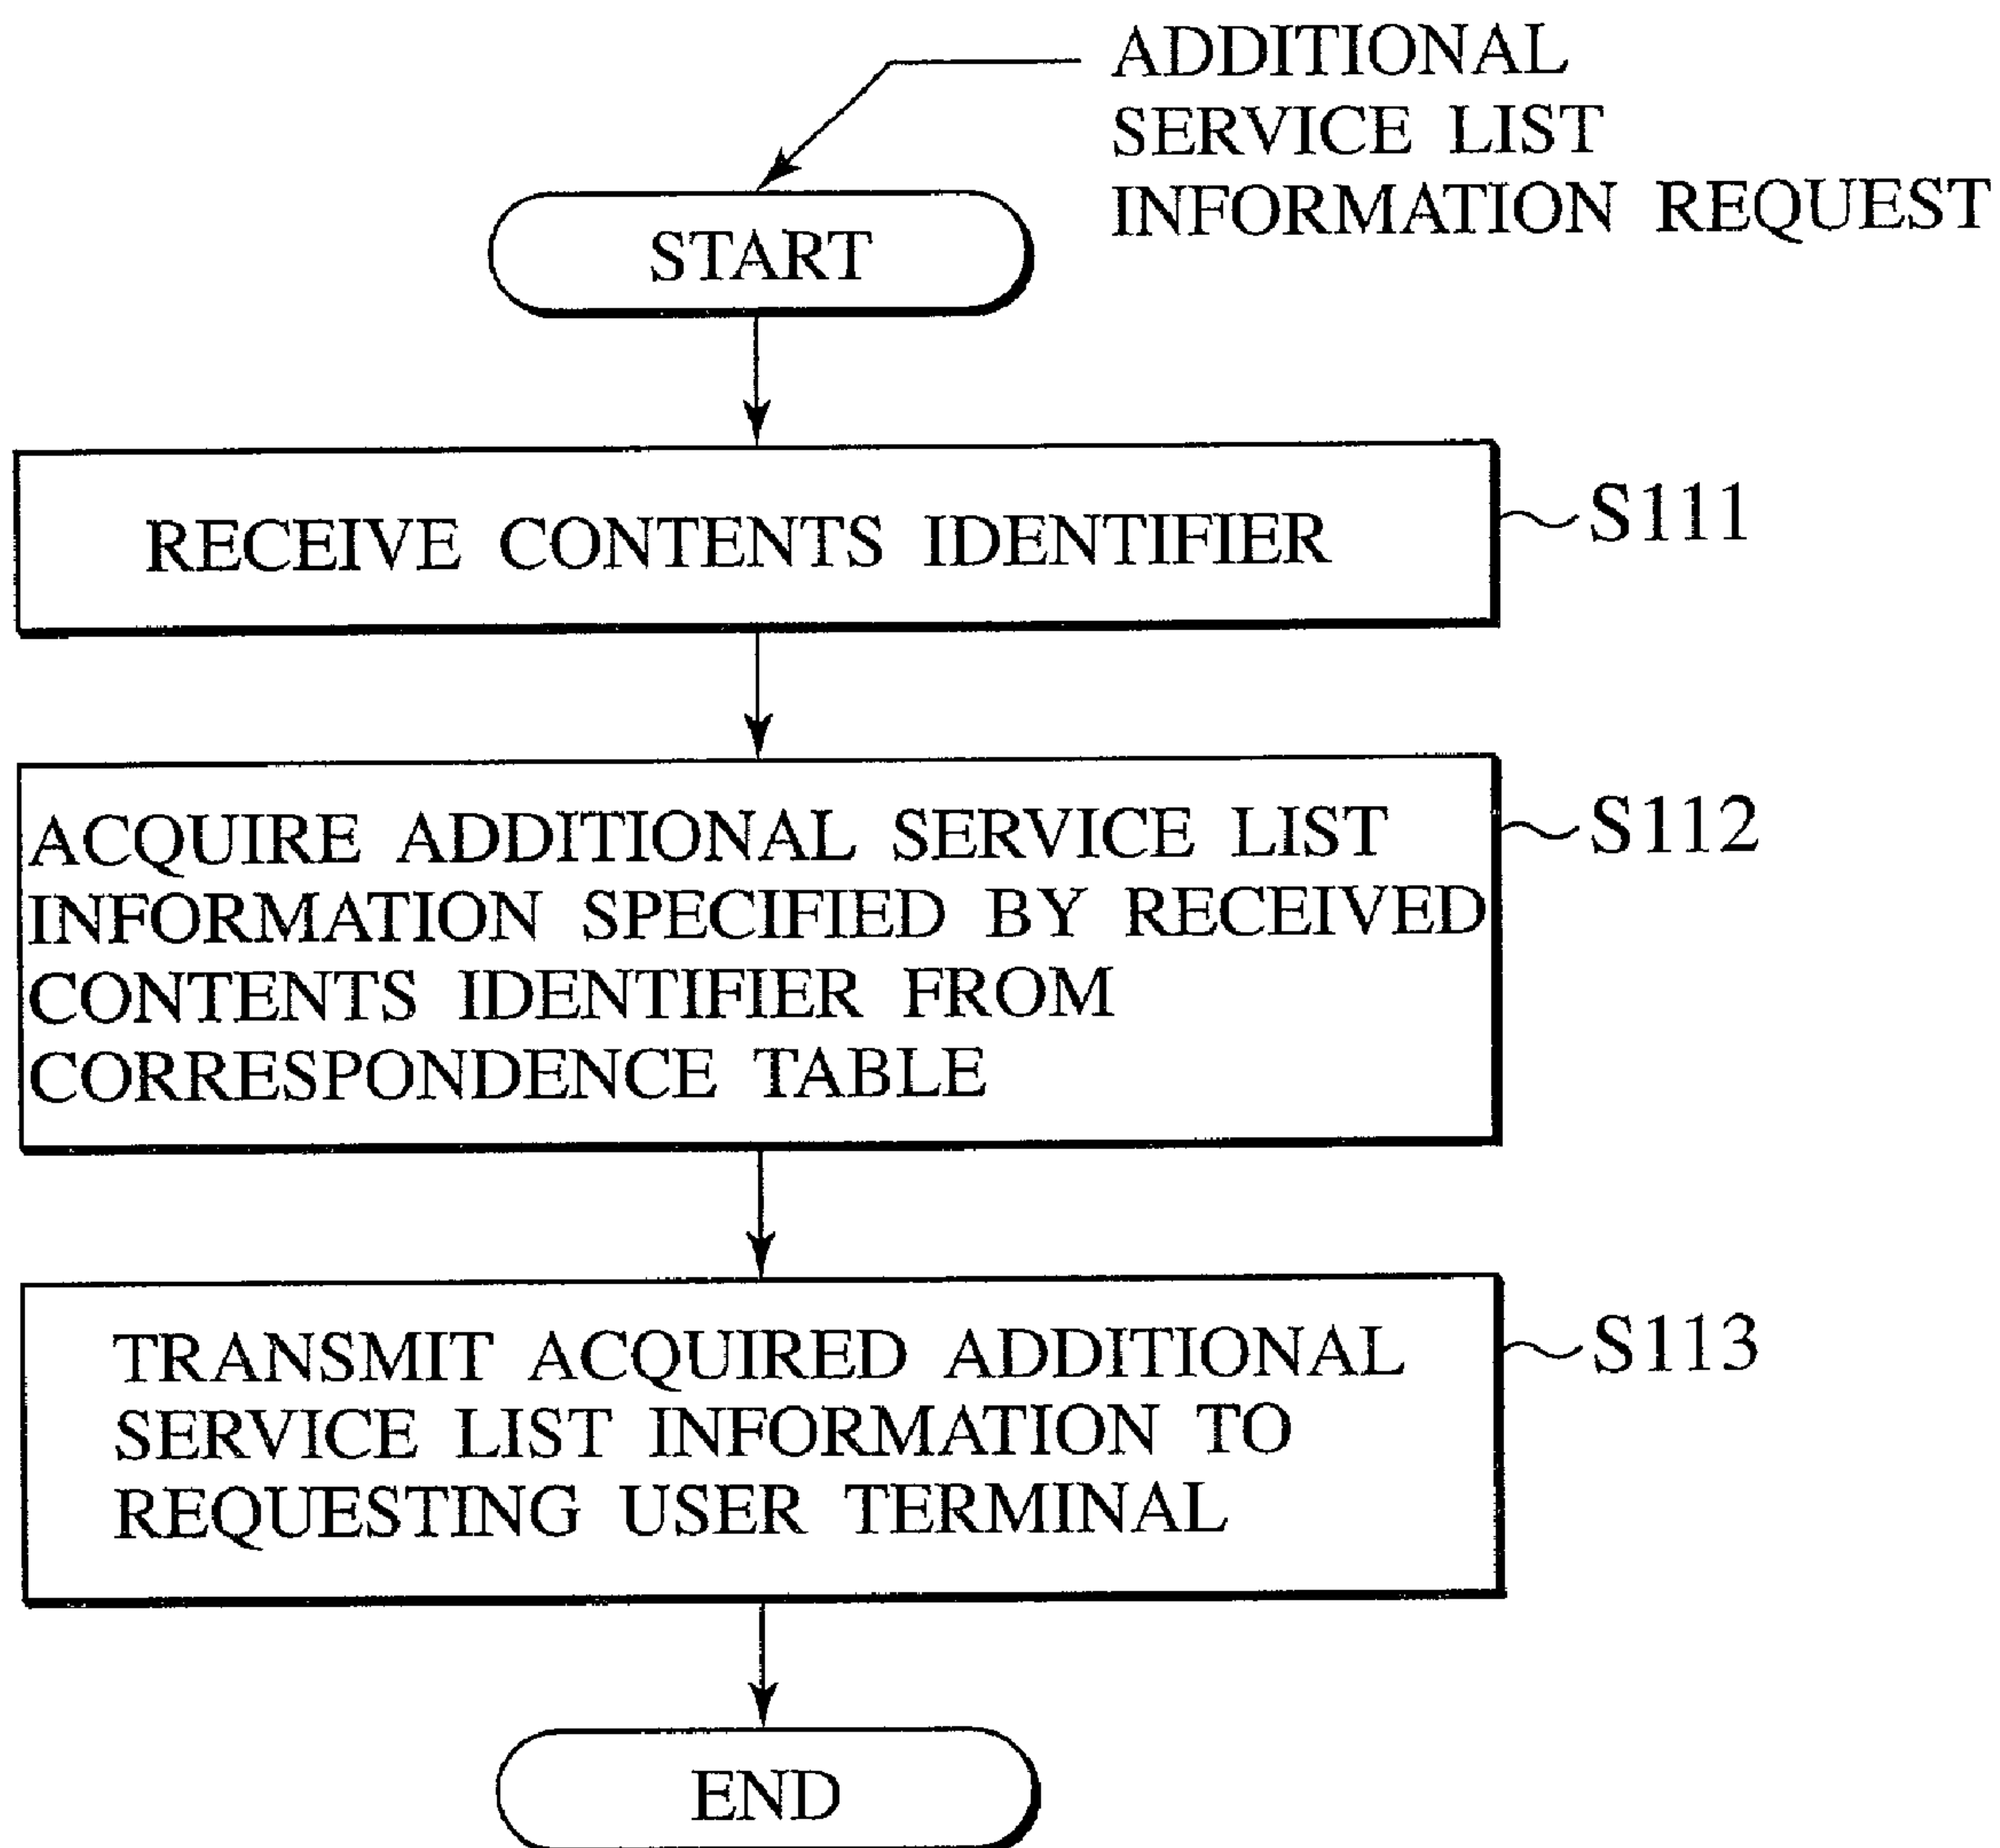 ADDITIONAL
SERVICE LIST
INFORMATION REQUEST
START
RECEIVE CONTENTS IDENTIFIER
S111
ACQUIRE ADDITIONAL SERVICE LIST
INFORMATION SPECIFIED BY RECEIVED
CONTENTS IDENTIFIER FROM
CORRESPONDENCE TABLE
S112
TRANSMIT ACQUIRED ADDITIONAL
SERVICE LIST INFORMATION TO
REQUESTING USER TERMINAL
S113
END